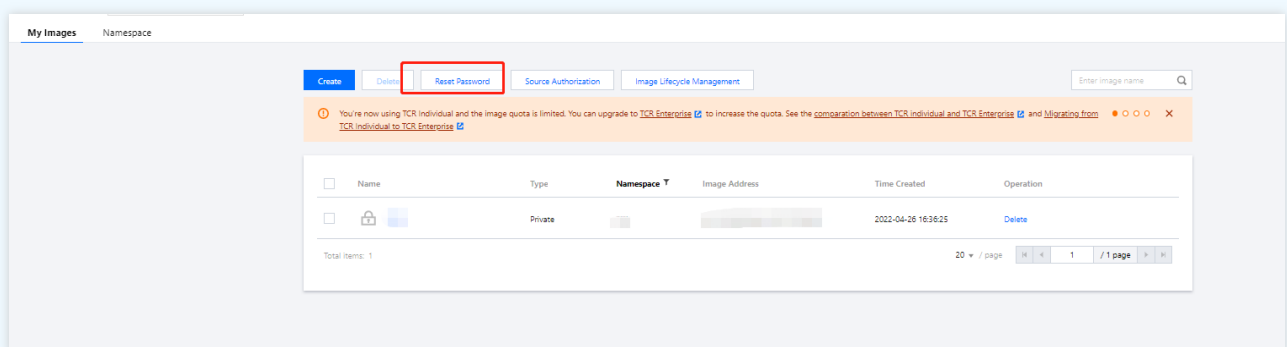 My Images Namespace
Create Delete Reset Password Source Authorization Image Lifecycle Management Enter image name
You're now using TCR Individual and the image quota is limited. You can upgrade to TCR Enterprise to increase the quota. See the comparation between TCR individual and TCR Enterprise and Migrating from
TCR Individual to TCR Enterprise
Name Type Namespace Image Address Time Created Operation
Private 2022-04-26 16:36:25 Delete
Total items: 1 20 / page 1 / 1 page